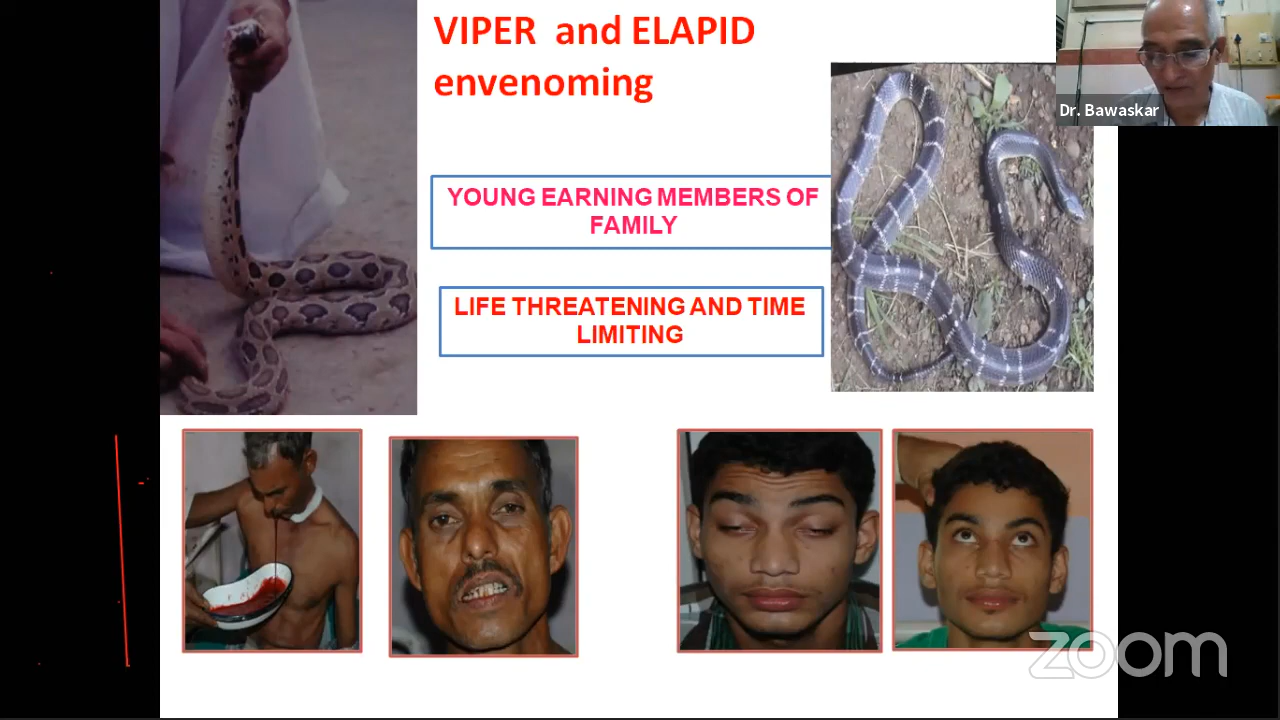 VIPER and ELAPID
envenoming
Dr. Bawaskar
YOUNG EARNING MEMBERS OF
FAMILY
LIFE THREATENING AND TIME
LIMITING
zoom